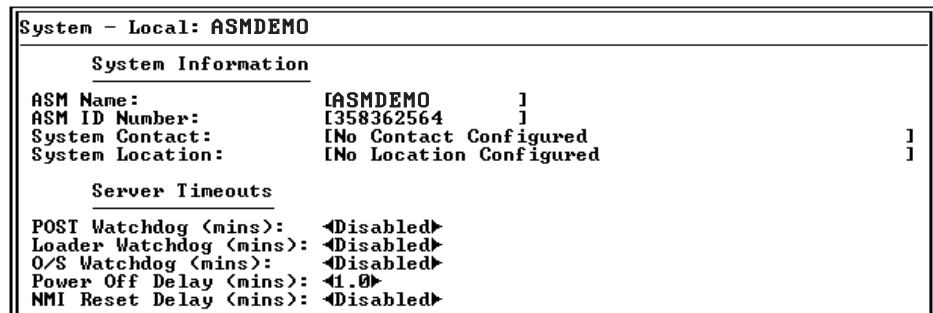 System - Local: ASMDEMO
System Information
ASM Name: [ASMDEMO ]
ASM ID Number: [358362564 ]
System Contact: [No Contact Configured ]
System Location: [No Location Configured ]
Server Timeouts
POST Watchdog (mins): ◄Disabled►
Loader Watchdog (mins): ◄Disabled►
O/S Watchdog (mins): ◄Disabled►
Power Off Delay (mins): ◄1.0►
NMI Reset Delay (mins): ◄Disabled►